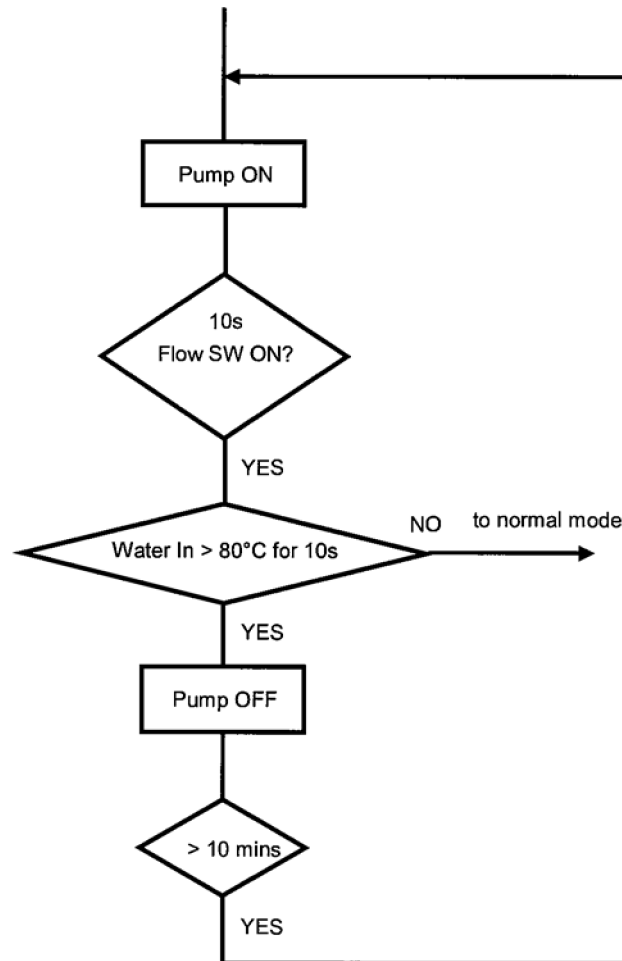 Pump ON
10s
Flow SW ON?
YES
NO to normal mode
Water In > 80°C for 10s
YES
Pump OFF
> 10 mins
YES